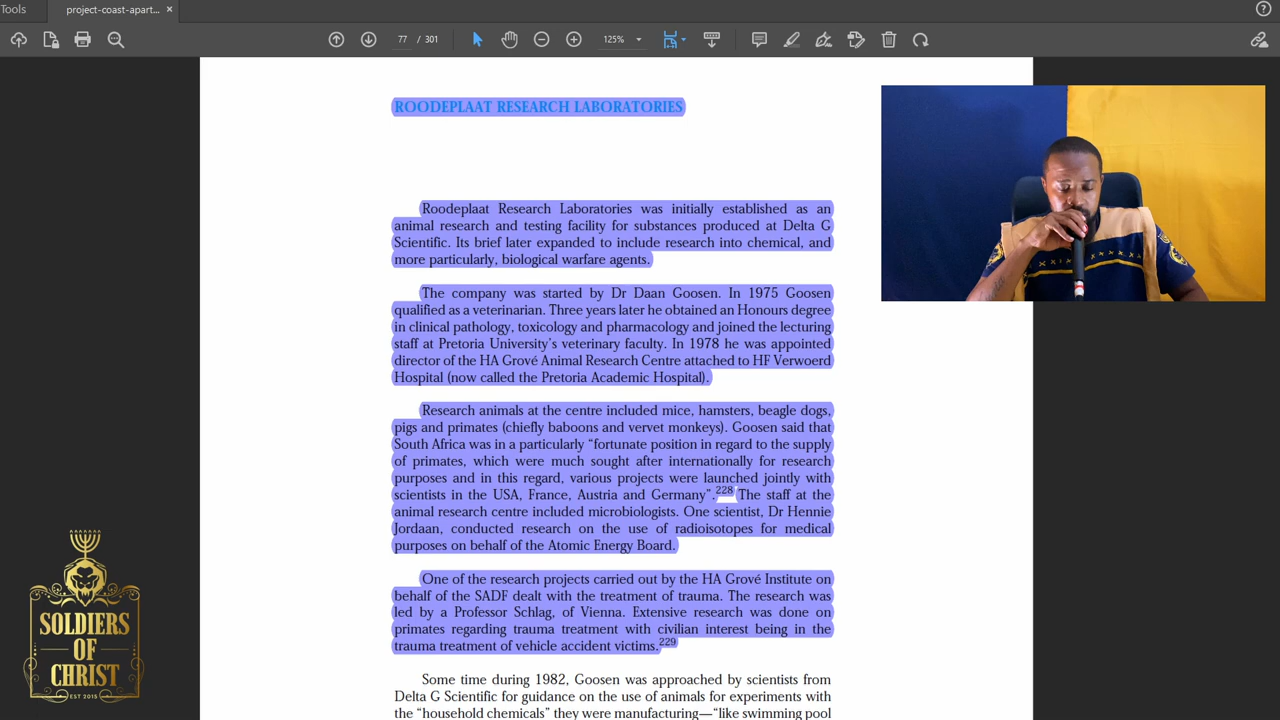 Tools
project-coast-apart... ×
77 / 301
125%
ROODEPLAAT RESEARCH LABORATORIES
Roodeplaat Research Laboratories was initially established as an
animal research and testing facility for substances produced at Delta G
Scientific. Its brief later expanded to include research into chemical, and
more particularly, biological warfare agents.
The company was started by Dr Daan Goosen. In 1975 Goosen
qualified as a veterinarian. Three years later he obtained an Honours degree
in clinical pathology, toxicology and pharmacology and joined the lecturing
staff at Pretoria University's veterinary faculty. In 1978 he was appointed
director of the HA Grové Animal Research Centre attached to HF Verwoerd
Hospital (now called the Pretoria Academic Hospital).
Research animals at the centre included mice, hamsters, beagle dogs,
pigs and primates (chiefly baboons and vervet monkeys). Goosen said that
South Africa was in a particularly “fortunate position in regard to the supply
of primates, which were much sought after internationally for research
purposes and in this regard, various projects were launched jointly with
scientists in the USA, France, Austria and Germany”.228 The staff at the
animal research centre included microbiologists. One scientist, Dr Hennie
Jordaan, conducted research on the use of radioisotopes for medical
purposes on behalf of the Atomic Energy Board.
One of the research projects carried out by the HA Grové Institute on
behalf of the SADF dealt with the treatment of trauma. The research was
led by a Professor Schlag, of Vienna. Extensive research was done on
primates regarding trauma treatment with civilian interest being in the
trauma treatment of vehicle accident victims.229
Some time during 1982, Goosen was approached by scientists from
Delta G Scientific for guidance on the use of animals for experiments with
the “household chemicals” they were manufacturing—“like swimming pool
SOLDIERS
OF
CHRIST
EST 2015